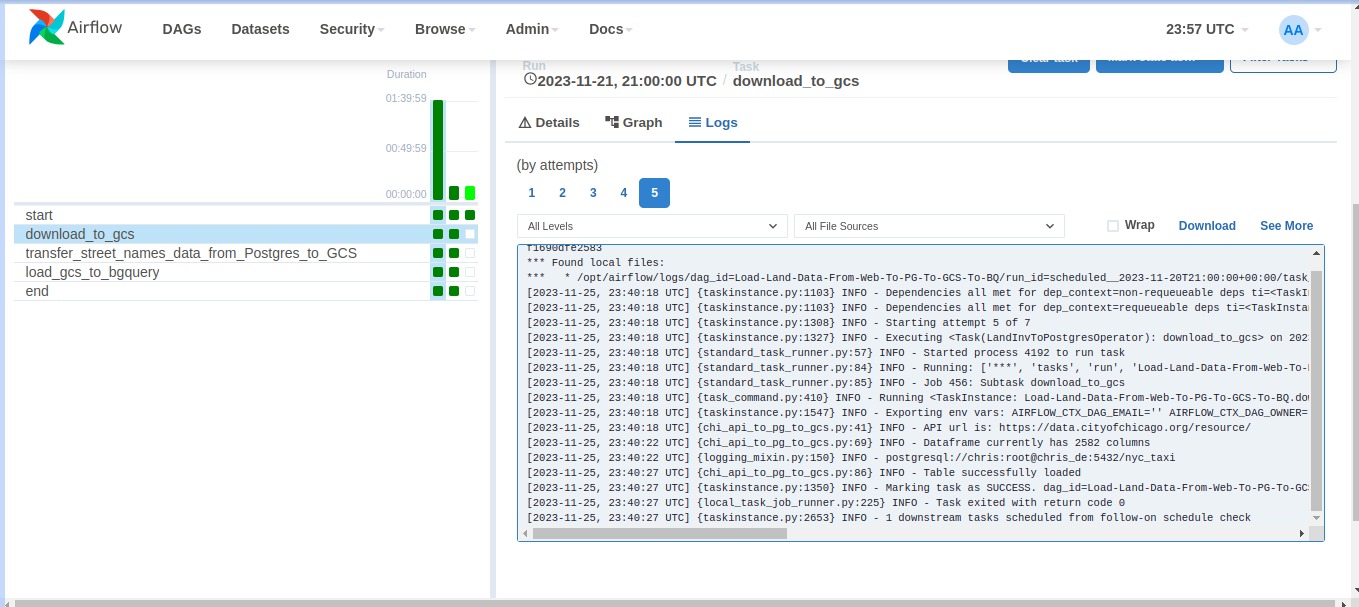 Airflow
DAGs
Datasets
Security
Browse
Admin
Docs
23:57 UTC
AA
Duration
01:39:59
00:49:59
00:00:00
start
download_to_gcs
transfer_street_names_data_from_Postgres_to_GCS
load_gcs_to_bgquery
end
Run
2023-11-21, 21:00:00 UTC /
Task
download_to_gcs
Details
Graph
Logs
(by attempts)
1 2 3 4 5
All Levels
All File Sources
Wrap
Download
See More
f1690dfe2583
*** Found local files:
***   * /opt/airflow/logs/dag_id=Load-Land-Data-From-Web-To-PG-To-GCS-To-BQ/run_id=scheduled__2023-11-20T21:00:00+00:00/task
[2023-11-25, 23:40:18 UTC] {taskinstance.py:1103} INFO - Dependencies all met for dep_context=non-requeueable deps ti=<TaskI
[2023-11-25, 23:40:18 UTC] {taskinstance.py:1103} INFO - Dependencies all met for dep_context=requeueable deps ti=<TaskInsta
[2023-11-25, 23:40:18 UTC] {taskinstance.py:1308} INFO - Starting attempt 5 of 7
[2023-11-25, 23:40:18 UTC] {taskinstance.py:1327} INFO - Executing <Task(LandInvToPostgresOperator): download_to_gcs> on 202
[2023-11-25, 23:40:18 UTC] {standard_task_runner.py:57} INFO - Started process 4192 to run task
[2023-11-25, 23:40:18 UTC] {standard_task_runner.py:84} INFO - Running: ['***', 'tasks', 'run', 'Load-Land-Data-From-Web-To-
[2023-11-25, 23:40:18 UTC] {standard_task_runner.py:85} INFO - Job 456: Subtask download_to_gcs
[2023-11-25, 23:40:18 UTC] {task_command.py:410} INFO - Running <TaskInstance: Load-Land-Data-From-Web-To-PG-To-GCS-To-BQ.dow
[2023-11-25, 23:40:18 UTC] {taskinstance.py:1547} INFO - Exporting env vars: AIRFLOW_CTX_DAG_EMAIL='' AIRFLOW_CTX_DAG_OWNER=
[2023-11-25, 23:40:18 UTC] {chi_api_to_pg_to_gcs.py:41} INFO - API url is: https://data.cityofchicago.org/resource/
[2023-11-25, 23:40:22 UTC] {chi_api_to_pg_to_gcs.py:69} INFO - Dataframe currently has 2582 columns
[2023-11-25, 23:40:22 UTC] {logging_mixin.py:150} INFO - postgresql://chris:root@chris_de:5432/nyc_taxi
[2023-11-25, 23:40:27 UTC] {chi_api_to_pg_to_gcs.py:86} INFO - Table successfully loaded
[2023-11-25, 23:40:27 UTC] {taskinstance.py:1350} INFO - Marking task as SUCCESS. dag_id=Load-Land-Data-From-Web-To-PG-To-GC
[2023-11-25, 23:40:27 UTC] {local_task_job_runner.py:225} INFO - Task exited with return code 0
[2023-11-25, 23:40:27 UTC] {taskinstance.py:2653} INFO - 1 downstream tasks scheduled from follow-on schedule check